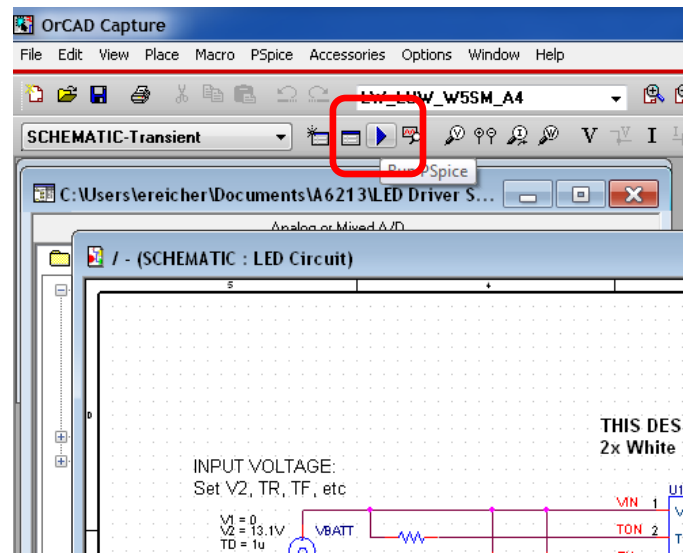 OrCAD Capture
File Edit View Place Macro PSpice Accessories Options Window Help
LW_LUW_W5SM_A4
SCHEMATIC-Transient
V I
Run PSpice
C:\Users\ereicher\Documents\A6213\LED Driver S...
Analog or Mixed A/D
/ - (SCHEMATIC : LED Circuit)
5 4
D
THIS DES
2x White
INPUT VOLTAGE:
Set V2, TR, TF, etc
V1 = 0
V2 = 13.1V
TD = 1u
VBATT
U1
VIN 1 V
TON 2 T